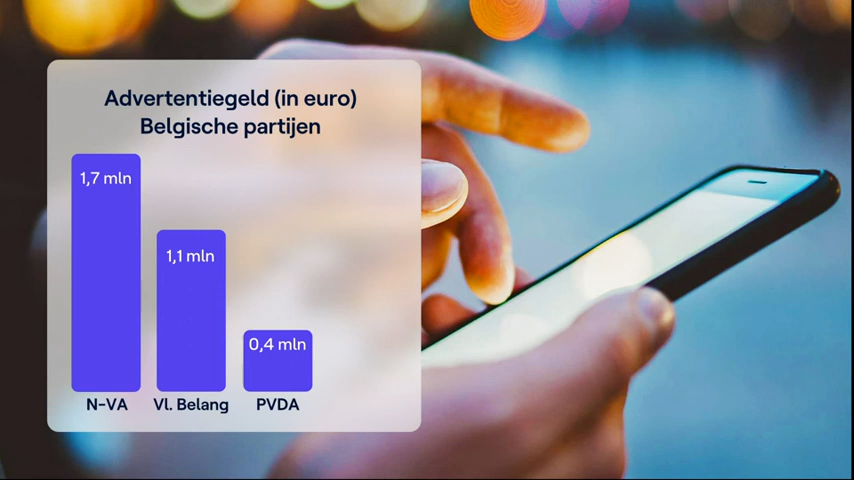 Advertentiegeld (in euro)
Belgische partijen
1,7 mln
1,1 mln
0,4 mln
N-VA
Vl. Belang
PVDA